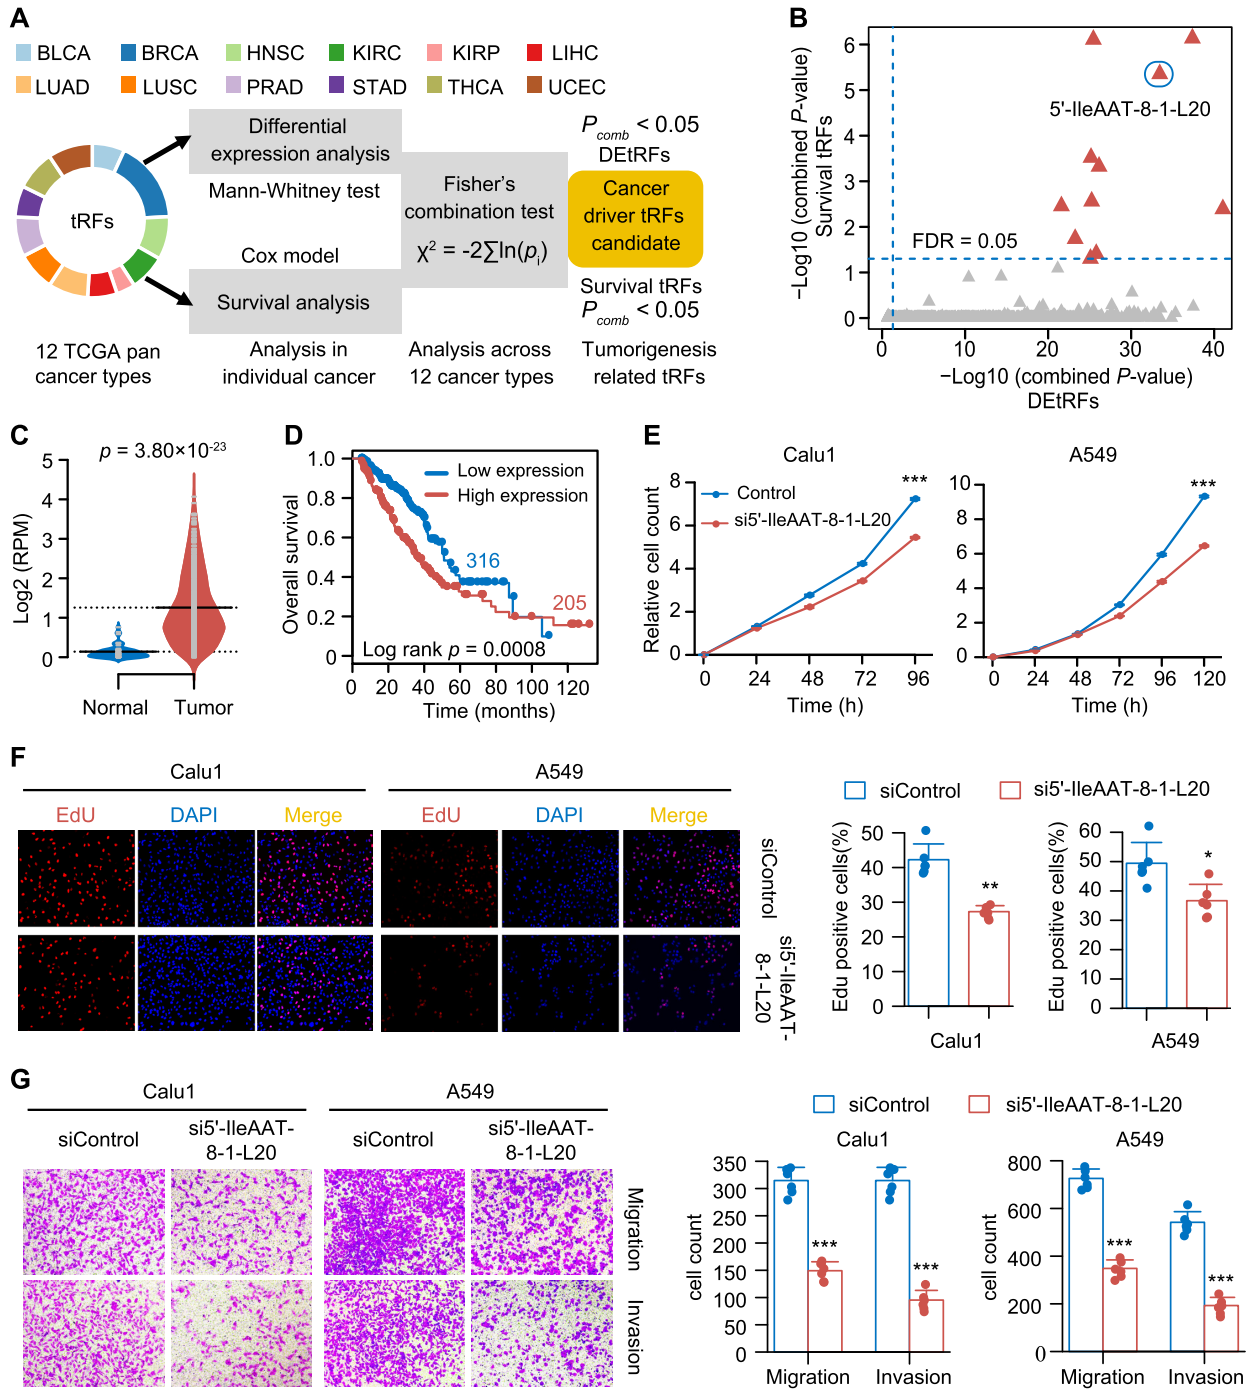 A
BLCA BRCA HNSC KIRC KIRP LIHC
LUAD LUSC PRAD STAD THCA UCEC
tRFs
Differential
expression analysis
Mann-Whitney test
Cox model
Survival analysis
Fisher's
combination test
χ² = -2∑ln(pᵢ)
P_comb < 0.05
DEtRFs
Cancer
driver tRFs
candidate
Survival tRFs
P_comb < 0.05
12 TCGA pan
cancer types
Analysis in
individual cancer
Analysis across
12 cancer types
Tumorigenesis
related tRFs
B
−Log10 (combined P-value)
Survival tRFs
6
5
4
3
2
1
0
5'-IleAAT-8-1-L20
FDR = 0.05
0 10 20 30 40
−Log10 (combined P-value)
DEtRFs
C
p = 3.80×10⁻²³
Log2 (RPM)
5
4
3
2
1
0
Normal Tumor
D
Overall survival
1.0
0.8
0.6
0.4
0.2
0
Low expression
High expression
316
205
Log rank p = 0.0008
0 20 40 60 80 100 120
Time (months)
E
Calu1
Relative cell count
8
6
4
2
0
Control
si5'-IleAAT-8-1-L20
***
0 24 48 72 96
Time (h)
A549
10
8
6
4
2
0
***
0 24 48 72 96 120
Time (h)
F
Calu1 A549
EdU DAPI Merge EdU DAPI Merge
siControl
si5'-IleAAT-
8-1-L20
siControl si5'-IleAAT-8-1-L20
Edu positive cells(%)
50
40
30
20
10
0
**
Calu1
Edu positive cells(%)
60
50
40
30
20
10
0
*
A549
G
Calu1 A549
siControl si5'-IleAAT-
8-1-L20
siControl si5'-IleAAT-
8-1-L20
Migration
Invasion
siControl si5'-IleAAT-8-1-L20
Calu1
cell count
350
300
250
200
150
100
50
0
***
***
Migration Invasion
A549
cell count
800
600
400
200
0
***
***
Migration Invasion